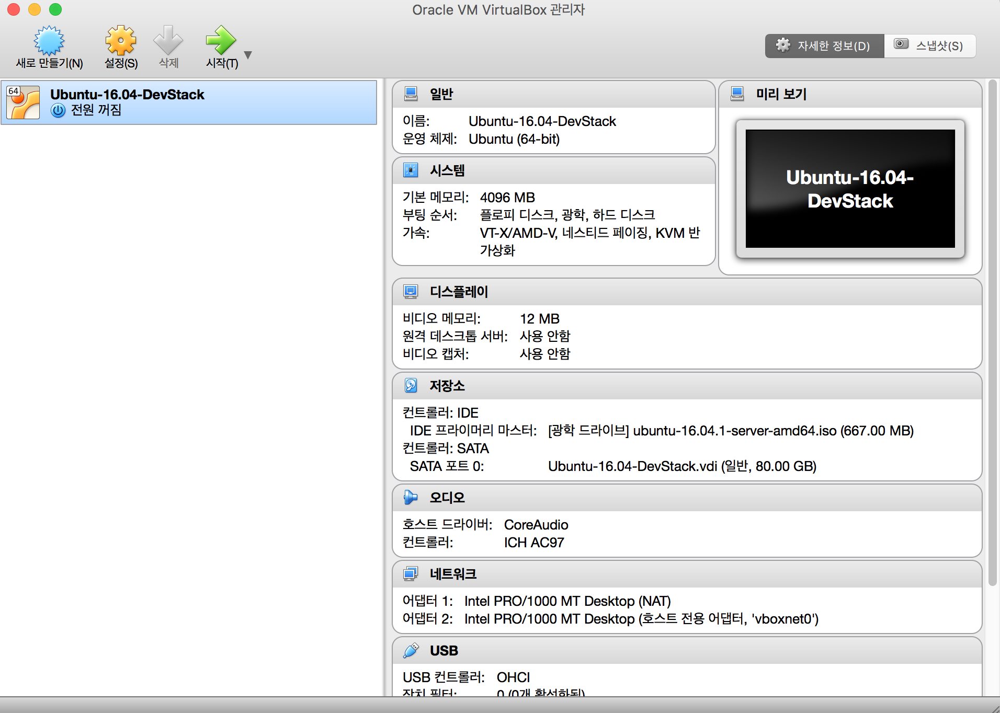 Oracle VM VirtualBox 관리자
새로 만들기(N)
설정(S)
삭제
시작(T)
자세한 정보(D)
스냅샷(S)
64
Ubuntu-16.04-DevStack
전원 꺼짐
일반
이름: Ubuntu-16.04-DevStack
운영 체제: Ubuntu (64-bit)
미리 보기
Ubuntu-16.04-
DevStack
시스템
기본 메모리: 4096 MB
부팅 순서: 플로피 디스크, 광학, 하드 디스크
가속: VT-X/AMD-V, 네스티드 페이징, KVM 반
가상화
디스플레이
비디오 메모리: 12 MB
원격 데스크톱 서버: 사용 안함
비디오 캡처: 사용 안함
저장소
컨트롤러: IDE
IDE 프라이머리 마스터: [광학 드라이브] ubuntu-16.04.1-server-amd64.iso (667.00 MB)
컨트롤러: SATA
SATA 포트 0: Ubuntu-16.04-DevStack.vdi (일반, 80.00 GB)
오디오
호스트 드라이버: CoreAudio
컨트롤러: ICH AC97
네트워크
어댑터 1: Intel PRO/1000 MT Desktop (NAT)
어댑터 2: Intel PRO/1000 MT Desktop (호스트 전용 어댑터, 'vboxnet0')
USB
USB 컨트롤러: OHCI
장치 필터: 0 (0개 활성화됨)